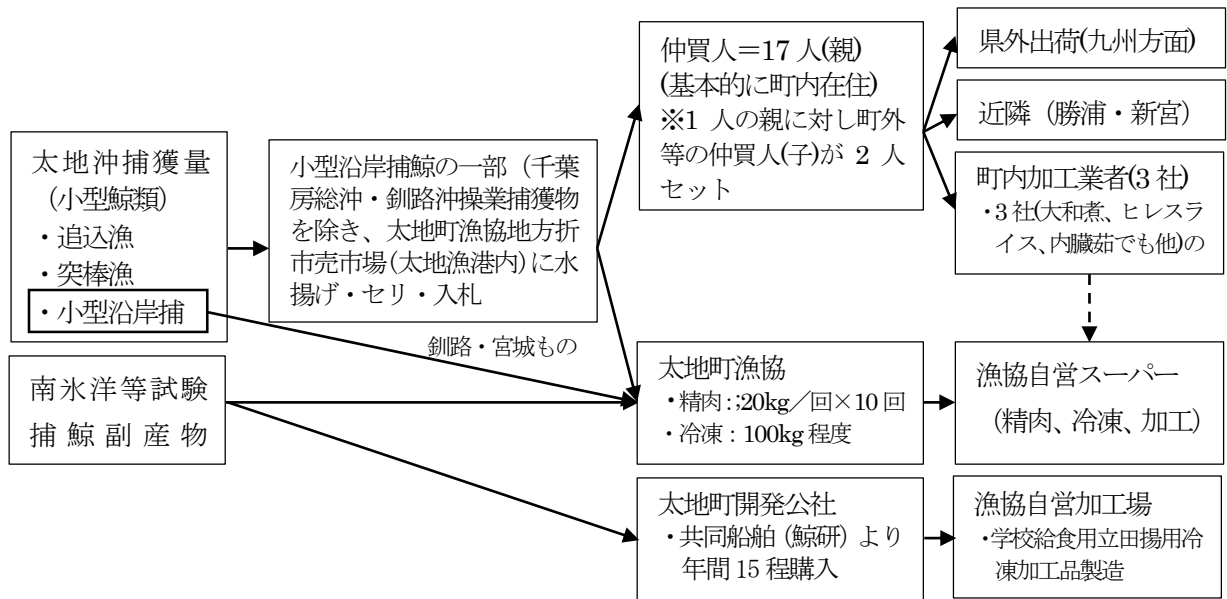 太地沖捕獲量
（小型鯨類）
・追込漁
・突棒漁
・小型沿岸捕
南氷洋等試験
捕鯨副産物
小型沿岸捕鯨の一部（千葉
房総沖・釧路沖操業捕獲物
を除き、太地町漁協地方折
市売市場(太地漁港内)に水
揚げ・セリ・入札
釧路・宮城もの
仲買人＝17人(親)
(基本的に町内在住)
※1 人の親に対し町外
等の仲買人(子)が 2 人
セット
太地町漁協
・精肉：;20kg／回×10 回
・冷凍：100kg 程度
太地町開発公社
・共同船舶（鯨研）より
年間 15 程購入
県外出荷(九州方面)
近隣（勝浦・新宮）
町内加工業者(3 社)
・3 社(大和煮、ヒレスラ
イス、内臓茹でも他)の
漁協自営スーパー
（精肉、冷凍、加工）
漁協自営加工場
・学校給食用立田揚用冷
凍加工品製造